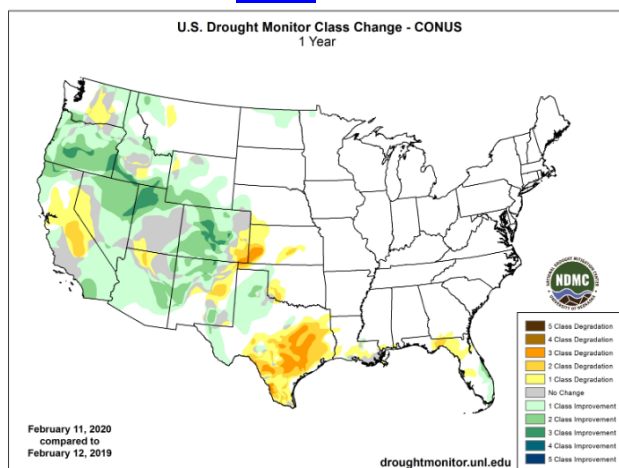 U.S. Drought Monitor Class Change - CONUS
1 Year
NDMC
5 Class Degradation
4 Class Degradation
3 Class Degradation
2 Class Degradation
1 Class Degradation
No Change
1 Class Improvement
2 Class Improvement
3 Class Improvement
4 Class Improvement
5 Class Improvement
February 11, 2020
compared to
February 12, 2019
droughtmonitor.unl.edu